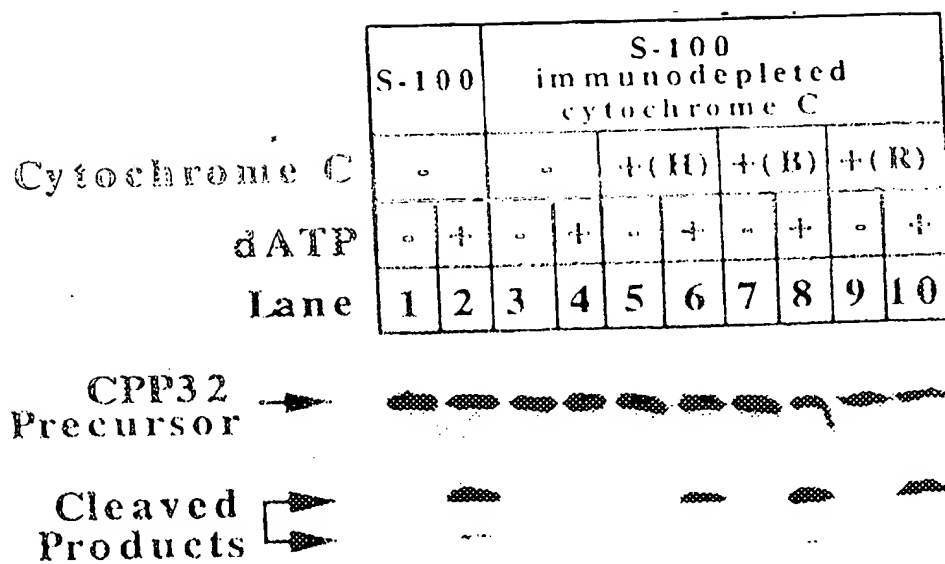 S-100
S-100
immunodepleted
cytochrome C
Cytochrome C - - +(H) +(B) +(R)
dATP - + - + - + - + - +
Lane 1 2 3 4 5 6 7 8 9 10
CPP32
Precursor
Cleaved
Products